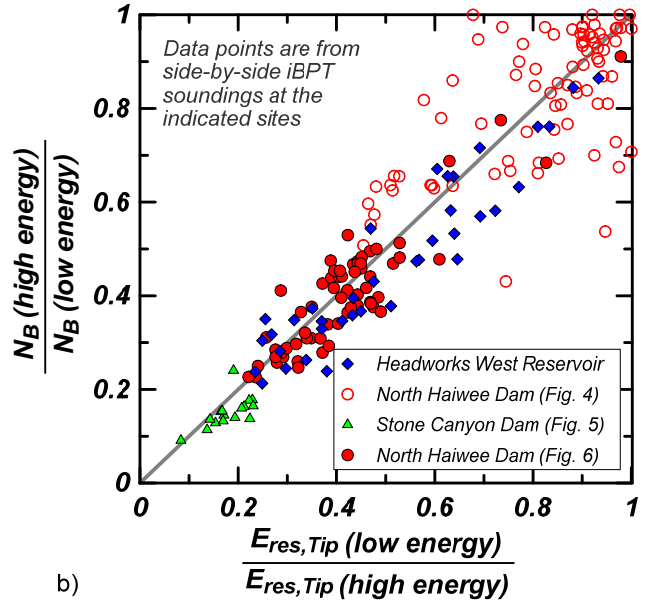 1
0.8
0.6
0.4
0.2
0
N_B (high energy)
N_B (low energy)
Data points are from
side-by-side iBPT
soundings at the
indicated sites
Headworks West Reservoir
North Haiwee Dam (Fig. 4)
Stone Canyon Dam (Fig. 5)
North Haiwee Dam (Fig. 6)
0 0.2 0.4 0.6 0.8 1
E_res,Tip (low energy)
E_res,Tip (high energy)
b)